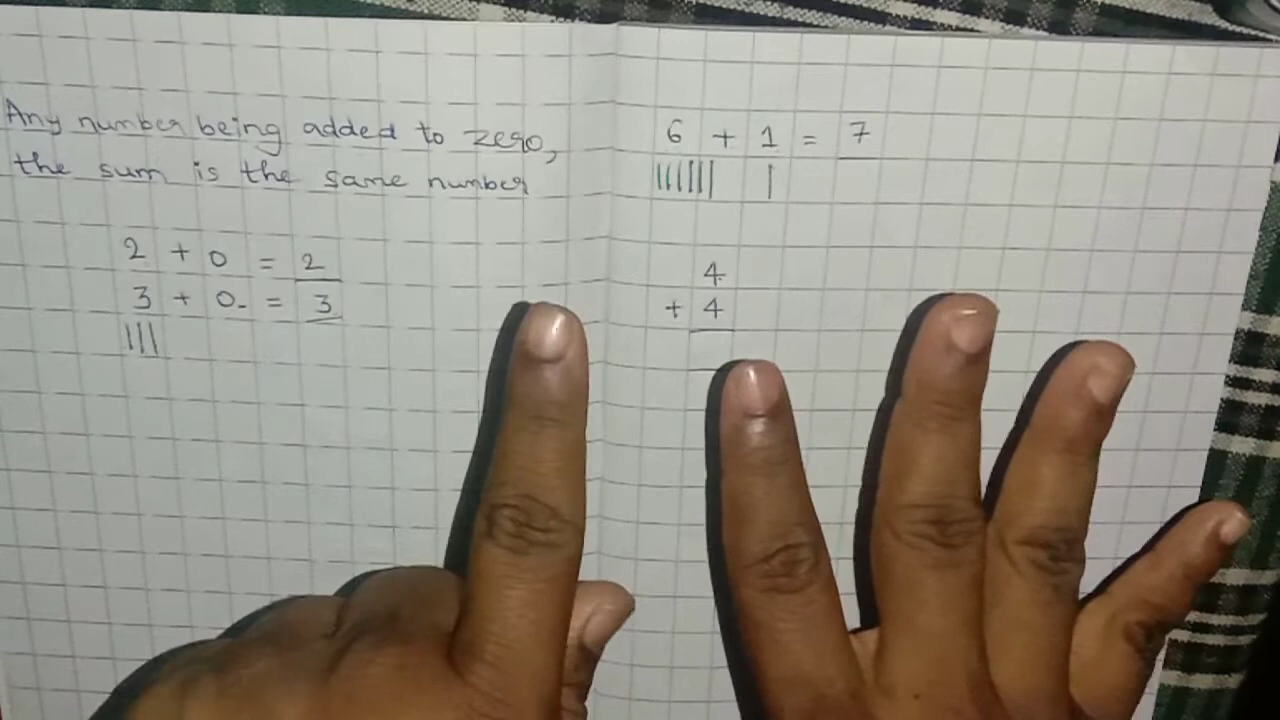 Any number being added to zero,
the sum is the same number
2 + 0 = 2
3 + 0 = 3
6 + 1 = 7
4
+ 4